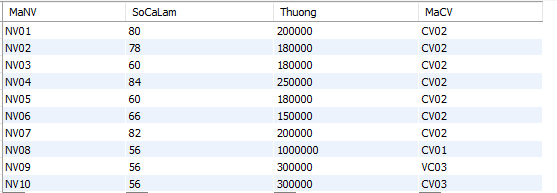 MaNV SoCaLam Thuong MaCV
NV01 80 200000 CV02
NV02 78 180000 CV02
NV03 60 180000 CV02
NV04 84 250000 CV02
NV05 60 180000 CV02
NV06 66 150000 CV02
NV07 82 200000 CV02
NV08 56 1000000 CV01
NV09 56 300000 VC03
NV10 56 300000 CV03